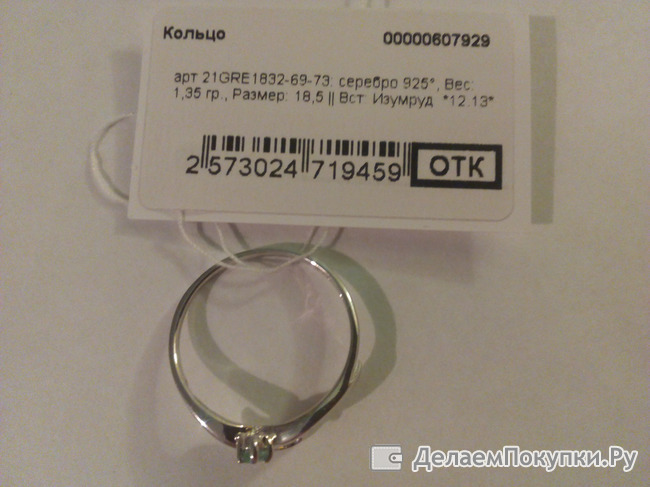 Кольцо 00000607929
арт 21GRE1832-69-73: серебро 925°, Вес:
1,35 гр., Размер: 18,5 || Вст: Изумруд *12.13*
2 573024 719459 ОТК
ДелаемПокупки.Ру